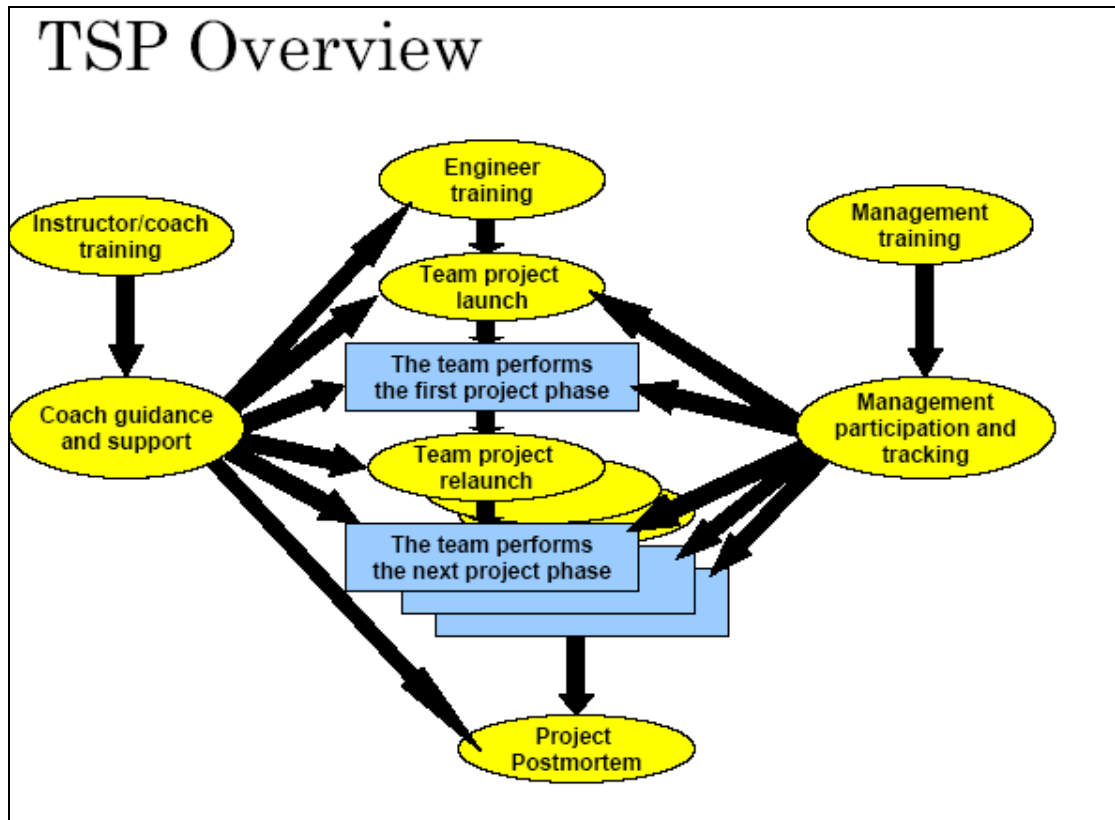 TSP Overview
Engineer
training
Instructor/coach
training
Management
training
Team project
launch
The team performs
the first project phase
Coach guidance
and support
Management
participation and
tracking
Team project
relaunch
The team performs
the next project phase
Project
Postmortem